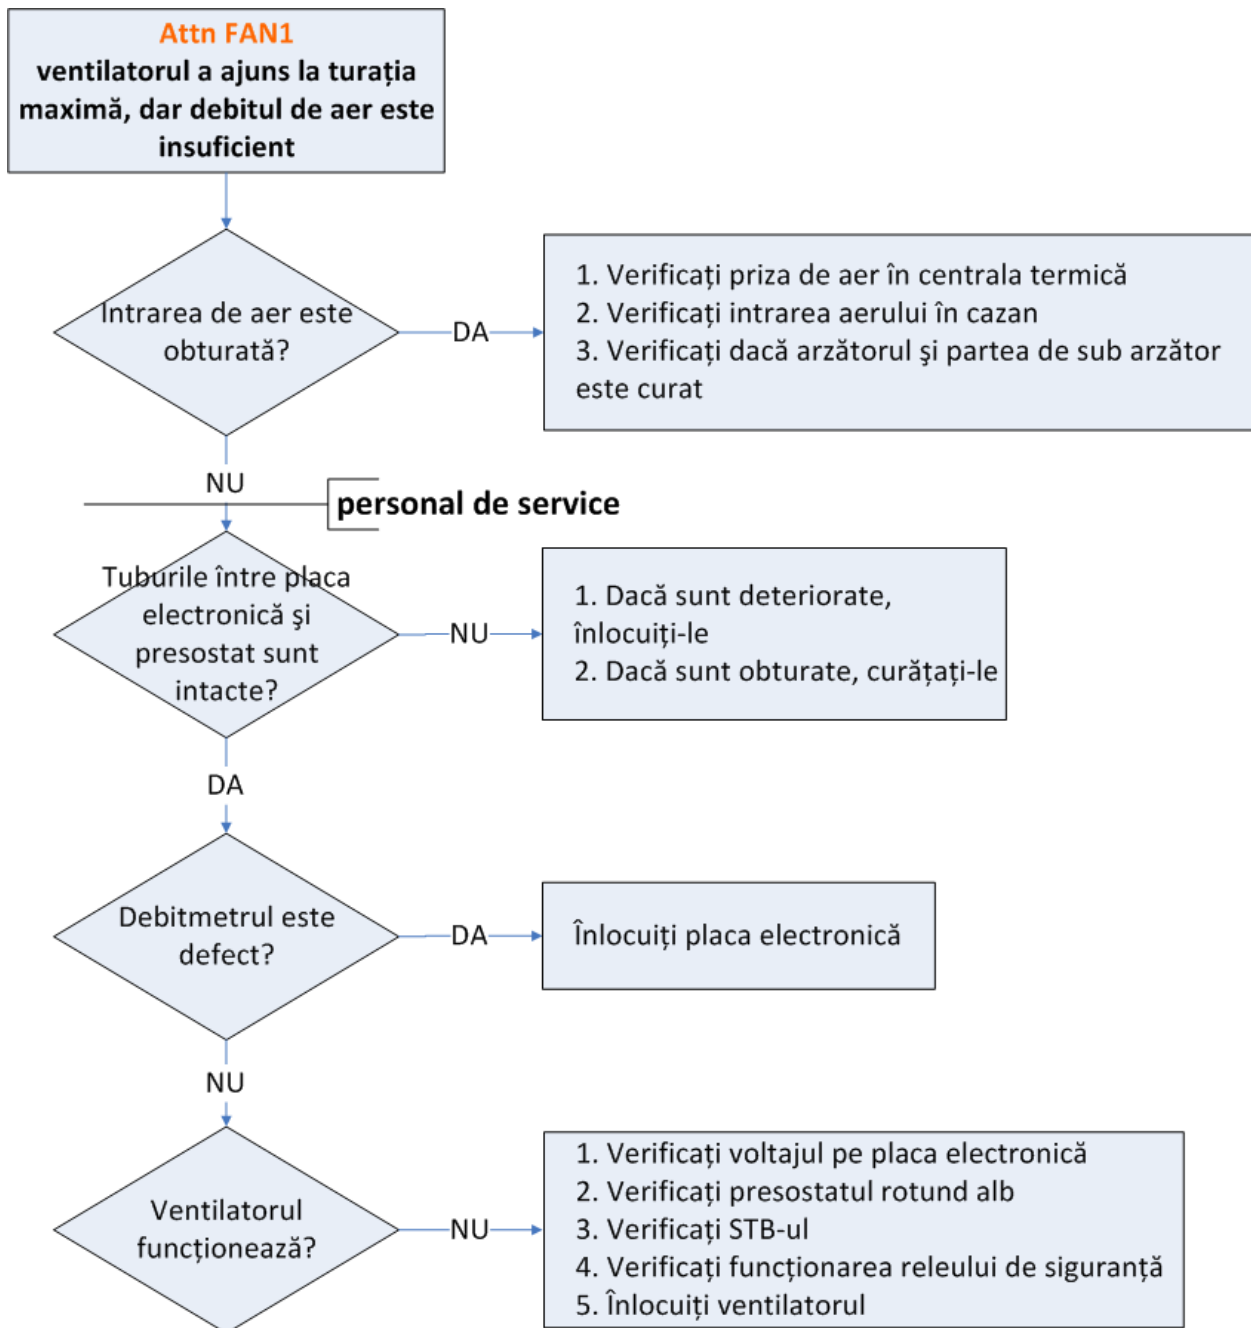 Attn FAN1
ventilatorul a ajuns la turația
maximă, dar debitul de aer este
insuficient
Intrarea de aer este
obturată?
DA
1. Verificați priza de aer în centrala termică
2. Verificați intrarea aerului în cazan
3. Verificați dacă arzătorul şi partea de sub arzător
este curat
NU
personal de service
Tuburile între placa
electronică şi
presostat sunt
intacte?
NU
1. Dacă sunt deteriorate,
înlocuiți-le
2. Dacă sunt obturate, curățați-le
DA
Debitmetrul este
defect?
DA
Înlocuiți placa electronică
NU
Ventilatorul
funcționează?
NU
1. Verificați voltajul pe placa electronică
2. Verificați presostatul rotund alb
3. Verificați STB-ul
4. Verificați funcționarea releului de siguranță
5. Înlocuiți ventilatorul